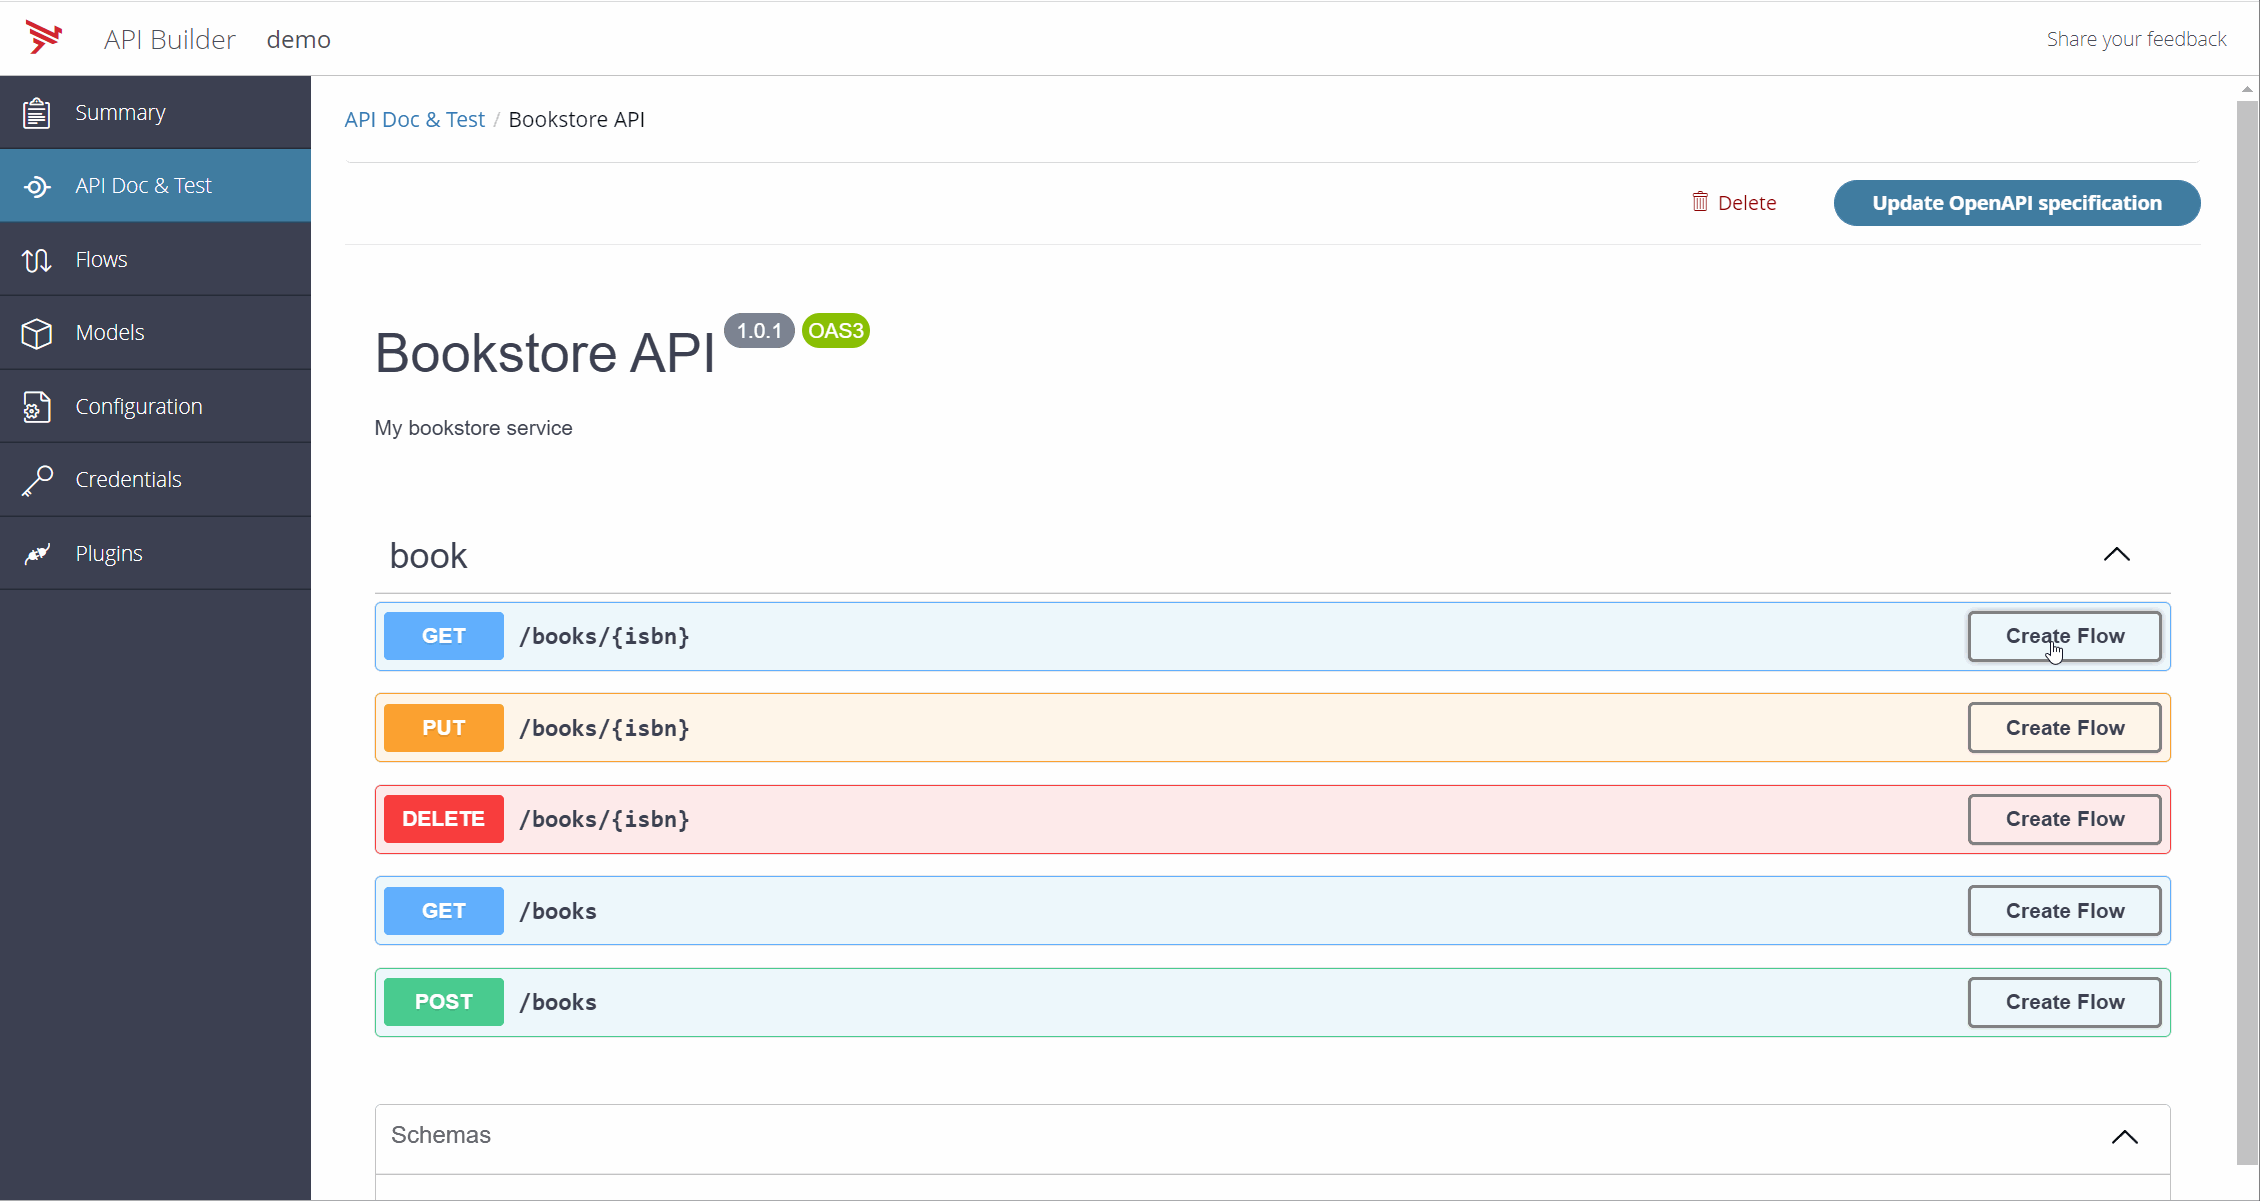 API Builder demo Share your feedback
Summary
API Doc & Test
Flows
Models
Configuration
Credentials
Plugins
API Doc & Test / Bookstore API
Delete Update OpenAPI specification
Bookstore API 1.0.1 OAS3
My bookstore service
book
GET /books/{isbn} Create Flow
PUT /books/{isbn} Create Flow
DELETE /books/{isbn} Create Flow
GET /books Create Flow
POST /books Create Flow
Schemas